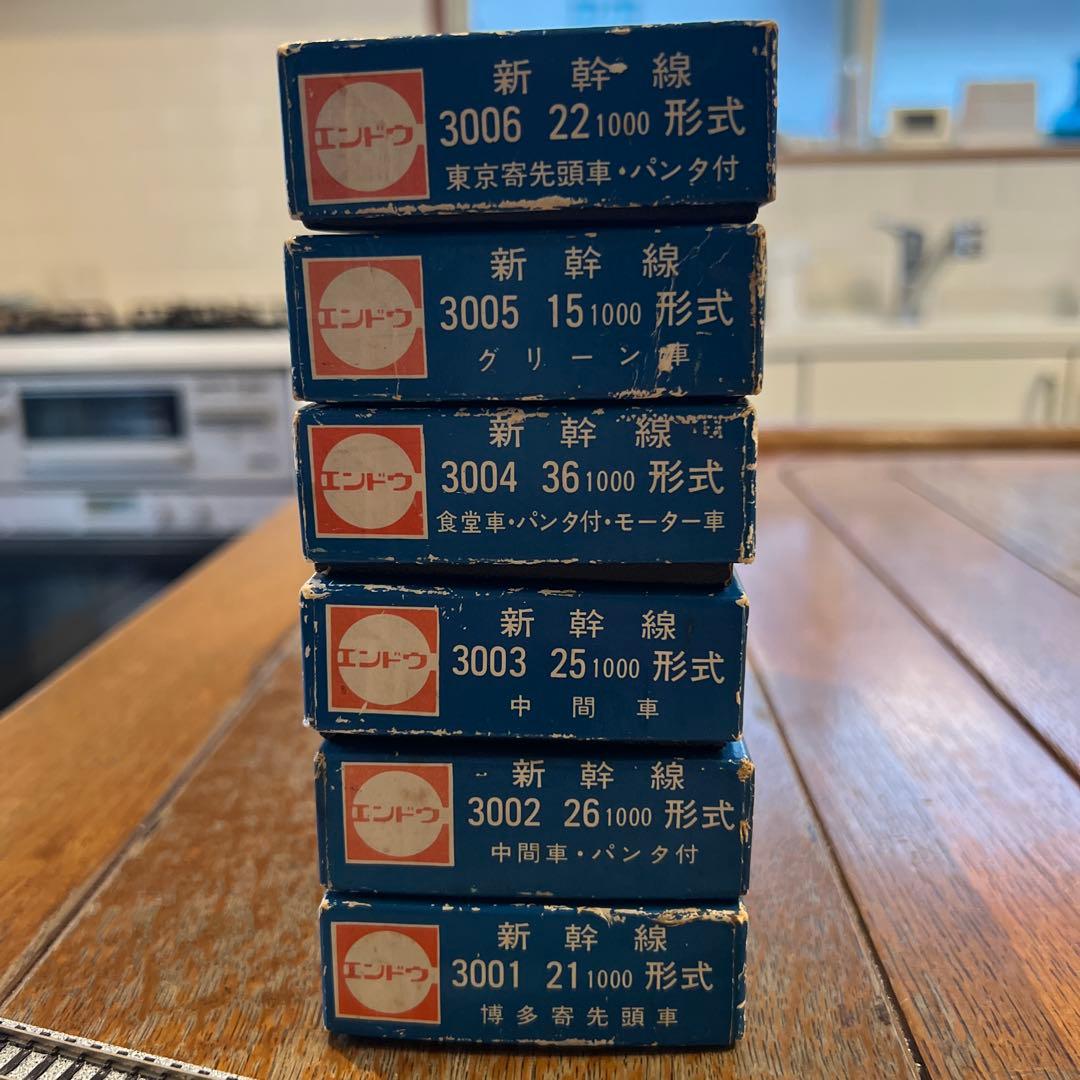 エンドウ
新幹線
3006 22 1000 形式
東京寄先頭車・パンタ付
エンドウ
新幹線
3005 15 1000 形式
グリーン車
エンドウ
新幹線
3004 36 1000 形式
食堂車・パンタ付・モーター車
エンドウ
新幹線
3003 25 1000 形式
中間車
エンドウ
新幹線
3002 26 1000 形式
中間車・パンタ付
エンドウ
新幹線
3001 21 1000 形式
博多寄先頭車